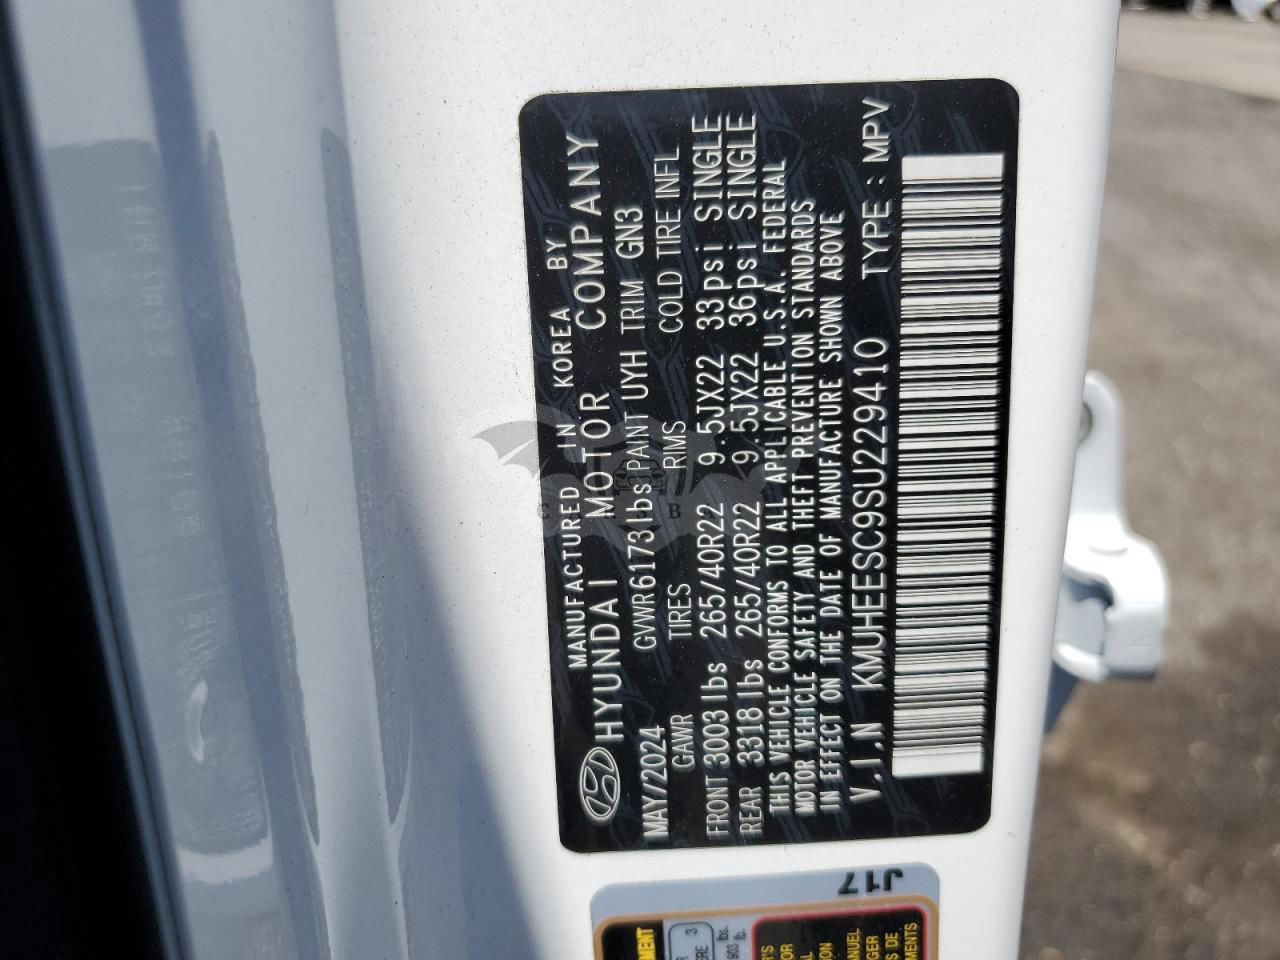 MANUFACTURED IN KOREA BY
HYUNDAI MOTOR COMPANY
MAY/2024 GVWR 6173lbs PAINT UYH TRIM GN3
GAWR TIRES RIMS COLD TIRE INFL
FRONT 3003 lbs 265/40R22 9.5JX22 33psi SINGLE
REAR 3318 lbs 265/40R22 9.5JX22 36psi SINGLE
THIS VEHICLE CONFORMS TO ALL APPLICABLE U.S.A. FEDERAL
MOTOR VEHICLE SAFETY AND THEFT PREVENTION STANDARDS
IN EFFECT ON THE DATE OF MANUFACTURE SHOWN ABOVE
V.I.N KMUHEESC9SU229410 TYPE : MPV
J17